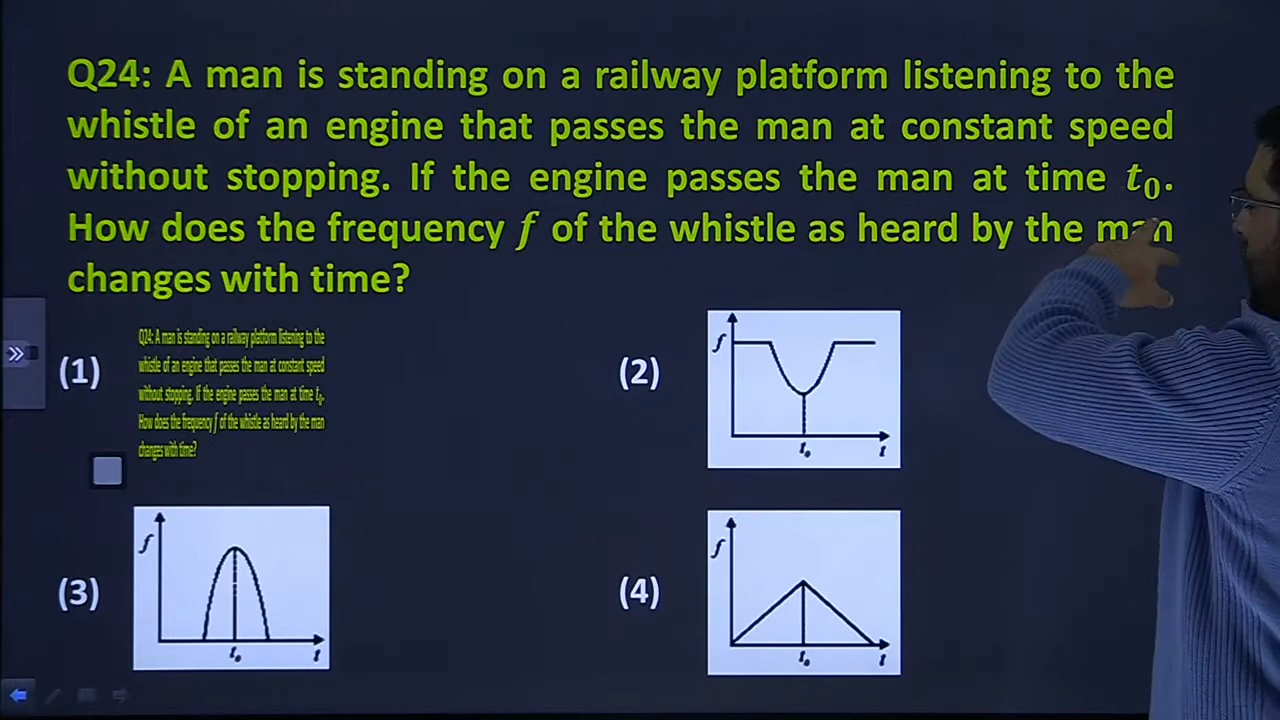 Q24: A man is standing on a railway platform listening to the
whistle of an engine that passes the man at constant speed
without stopping. If the engine passes the man at time t₀.
How does the frequency f of the whistle as heard by the man
changes with time?
(1)
Q24: A man is standing on a railway platform listening to the
whistle of an engine that passes the man at constant speed
without stopping. If the engine passes the man at time t₀.
How does the frequency f of the whistle as heard by the man
changes with time?
(2)
f
t₀ t
(3)
f
t₀ t
(4)
f
t₀ t